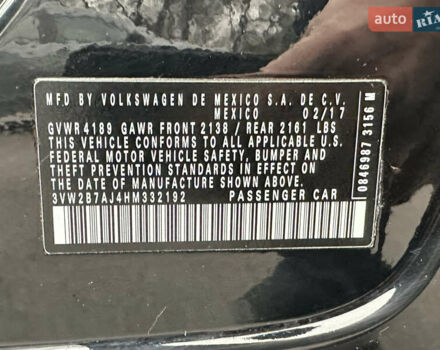 AUTO.RIA
MFD BY VOLKSWAGEN DE MEXICO S.A. DE C.V.
MEXICO 02/17
GVWR 4189 GAWR FRONT 2138 / REAR 2161 LBS
THIS VEHICLE CONFORMS TO ALL APPLICABLE U.S.
FEDERAL MOTOR VEHICLE SAFETY, BUMPER AND
THEFT PREVENTION STANDARDS IN EFFECT ON THE
DATE OF MANUFACTURE SHOWN ABOVE.
3VW2B7AJ4HM332192 PASSENGER CAR
0846987 3156 M